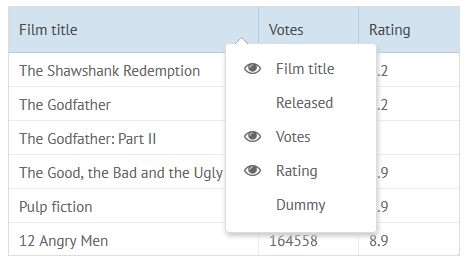 Film title Votes Rating
The Shawshank Redemption .2
The Godfather .2
The Godfather: Part II
The Good, the Bad and the Ugly .9
Pulp fiction .9
12 Angry Men 164558 8.9
Film title
Released
Votes
Rating
Dummy